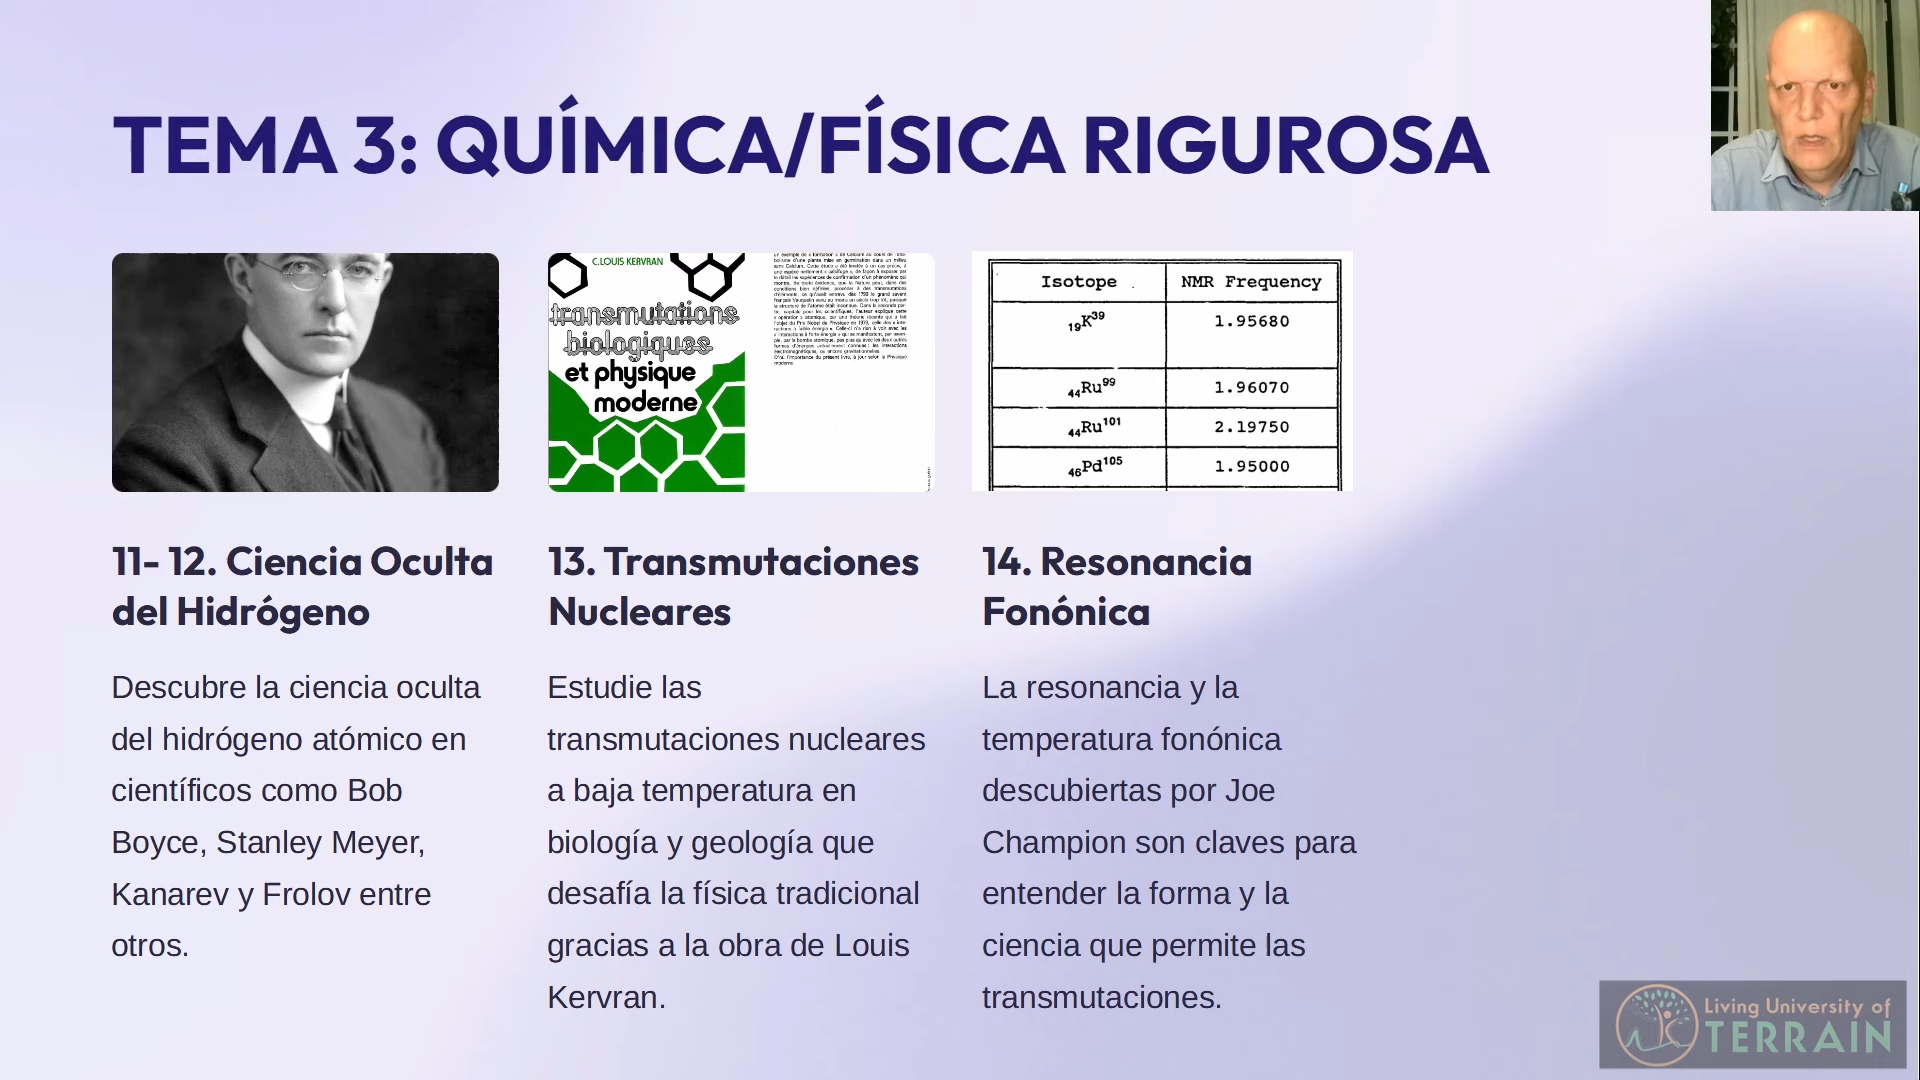 TEMA 3: QUÍMICA/FÍSICA RIGUROSA
C.LOUIS KERVRAN
transmutations
biologiques
et physique
moderne
Isotope NMR Frequency
19K39 1.95680
44Ru99 1.96070
44Ru101 2.19750
46Pd105 1.95000
11- 12. Ciencia Oculta
del Hidrógeno
Descubre la ciencia oculta
del hidrógeno atómico en
científicos como Bob
Boyce, Stanley Meyer,
Kanarev y Frolov entre
otros.
13. Transmutaciones
Nucleares
Estudie las
transmutaciones nucleares
a baja temperatura en
biología y geología que
desafía la física tradicional
gracias a la obra de Louis
Kervran.
14. Resonancia
Fonónica
La resonancia y la
temperatura fonónica
descubiertas por Joe
Champion son claves para
entender la forma y la
ciencia que permite las
transmutaciones.
Living University of
TERRAIN